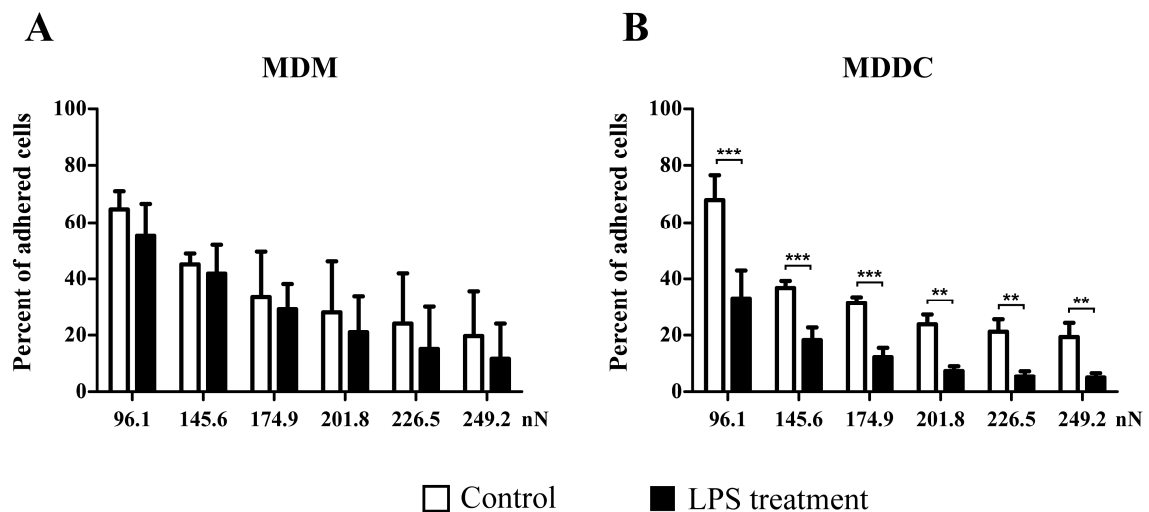 A
B
MDM
MDDC
Percent of adhered cells
100
80
60
40
20
0
96.1 145.6 174.9 201.8 226.5 249.2 nN
Percent of adhered cells
100
80
60
40
20
0
*** *** *** ** ** **
96.1 145.6 174.9 201.8 226.5 249.2 nN
Control
LPS treatment